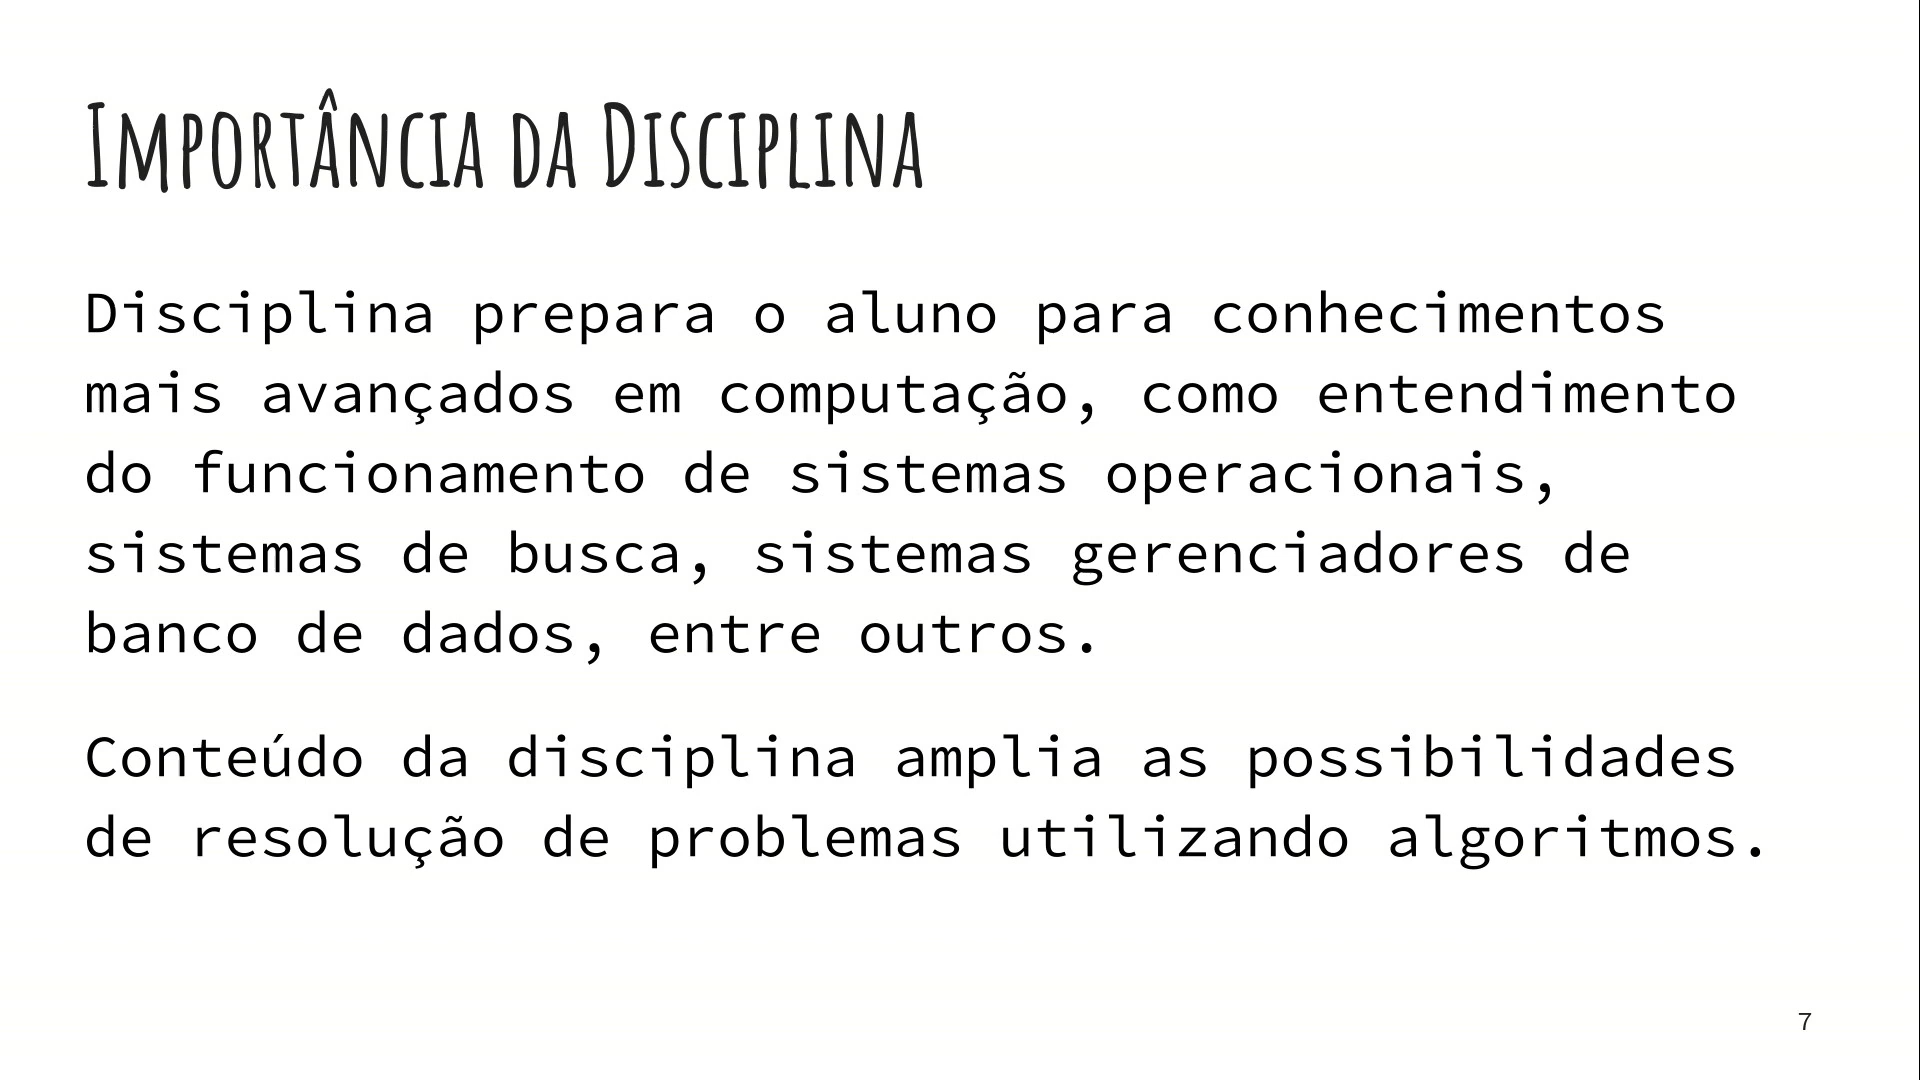 Importância da Disciplina
Disciplina prepara o aluno para conhecimentos
mais avançados em computação, como entendimento
do funcionamento de sistemas operacionais,
sistemas de busca, sistemas gerenciadores de
banco de dados, entre outros.
Conteúdo da disciplina amplia as possibilidades
de resolução de problemas utilizando algoritmos.
7